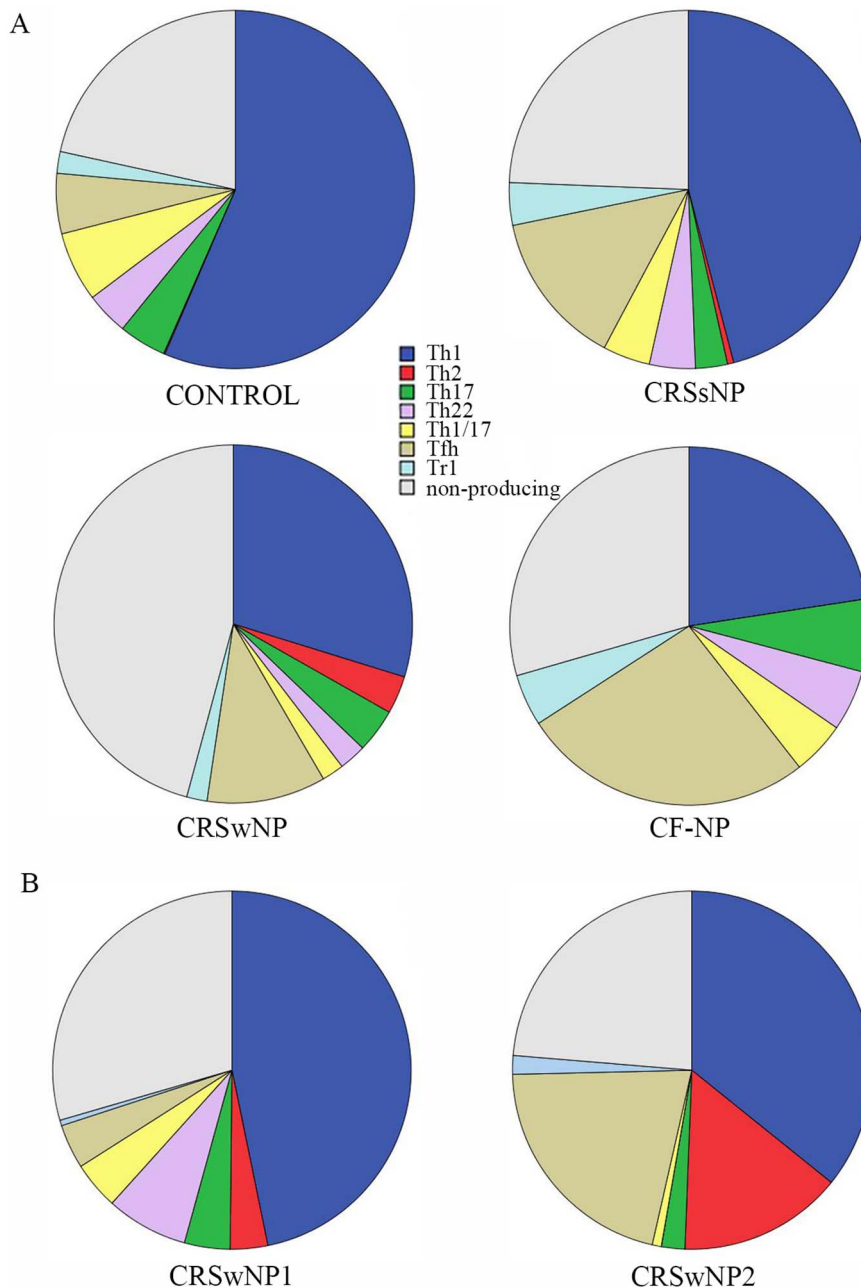 A
CONTROL
CRSsNP
Th1
Th2
Th17
Th22
Th1/17
Tfh
Tr1
non-producing
CRSwNP
CF-NP
B
CRSwNP1
CRSwNP2